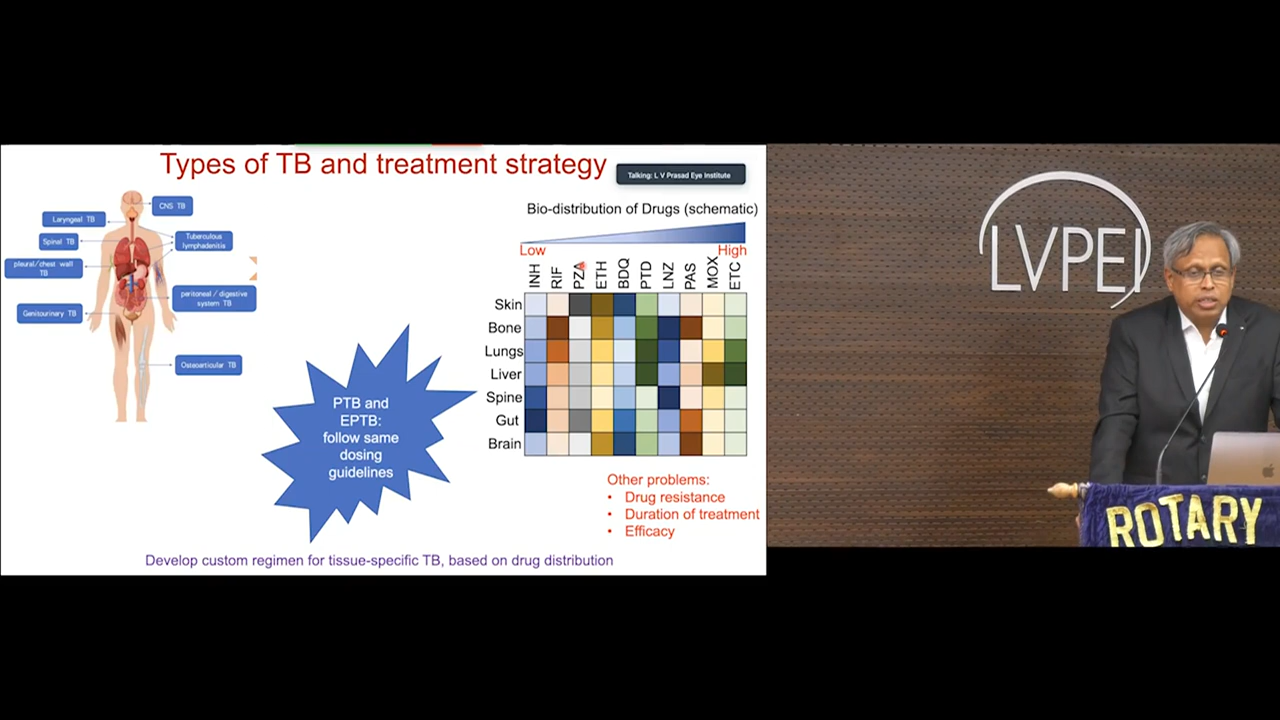 Types of TB and treatment strategy
Talking: L V Prasad Eye Institute
CNS TB
Laryngeal TB
Spinal TB
Tuberculous
lymphadenitis
pleural/chest wall
TB
peritoneal / digestive
system TB
Genitourinary TB
Osteoarticular TB
PTB and
EPTB:
follow same
dosing
guidelines
Bio-distribution of Drugs (schematic)
Low High
INH RIF PZA ETH BDQ PTD LNZ PAS MOX ETC
Skin
Bone
Lungs
Liver
Spine
Gut
Brain
Other problems:
• Drug resistance
• Duration of treatment
• Efficacy
Develop custom regimen for tissue-specific TB, based on drug distribution
LVPEI
ROTARY